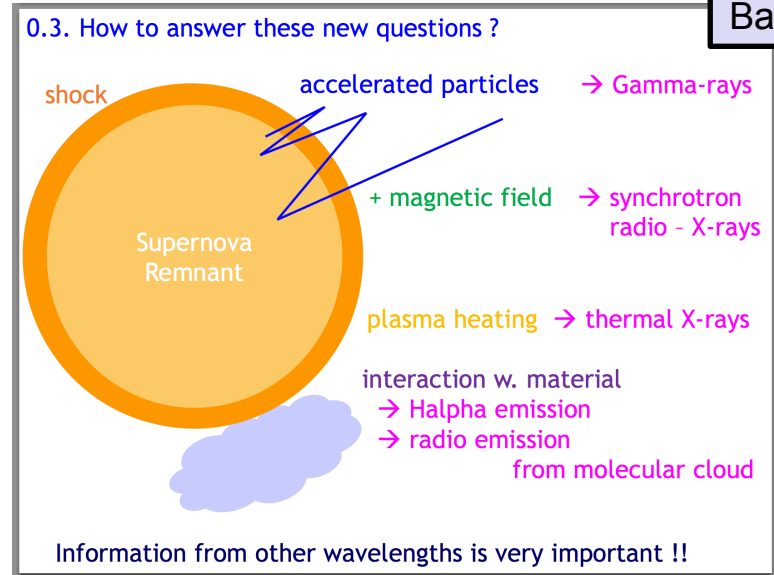 Ba
0.3. How to answer these new questions ?
shock
accelerated particles → Gamma-rays
+ magnetic field → synchrotron
radio - X-rays
Supernova
Remnant
plasma heating → thermal X-rays
interaction w. material
→ Halpha emission
→ radio emission
from molecular cloud
Information from other wavelengths is very important !!